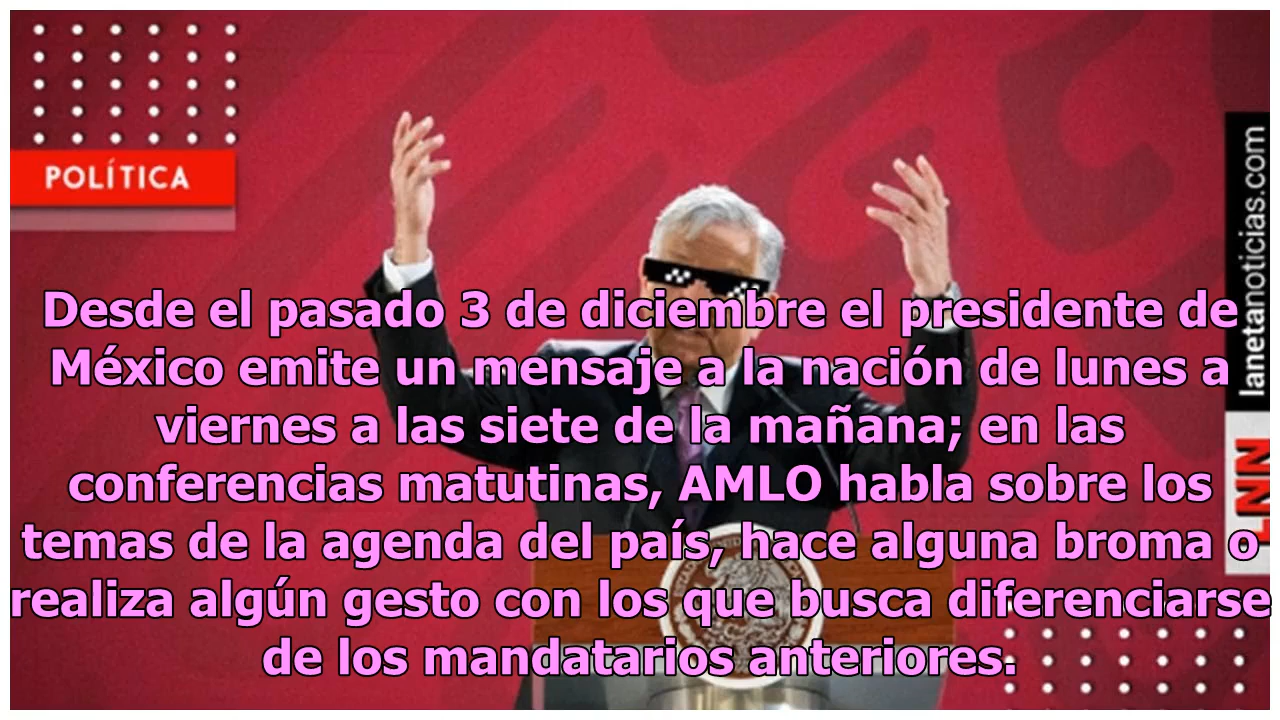 POLÍTICA
lanetanoticias.com
LNN
Desde el pasado 3 de diciembre el presidente de
México emite un mensaje a la nación de lunes a
viernes a las siete de la mañana; en las
conferencias matutinas, AMLO habla sobre los
temas de la agenda del país, hace alguna broma o
realiza algún gesto con los que busca diferenciarse
de los mandatarios anteriores.